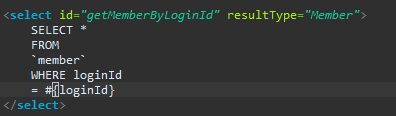 <select id="getMemberByLoginId" resultType="Member">
SELECT *
FROM
`member`
WHERE loginId
= #{loginId}
</select>